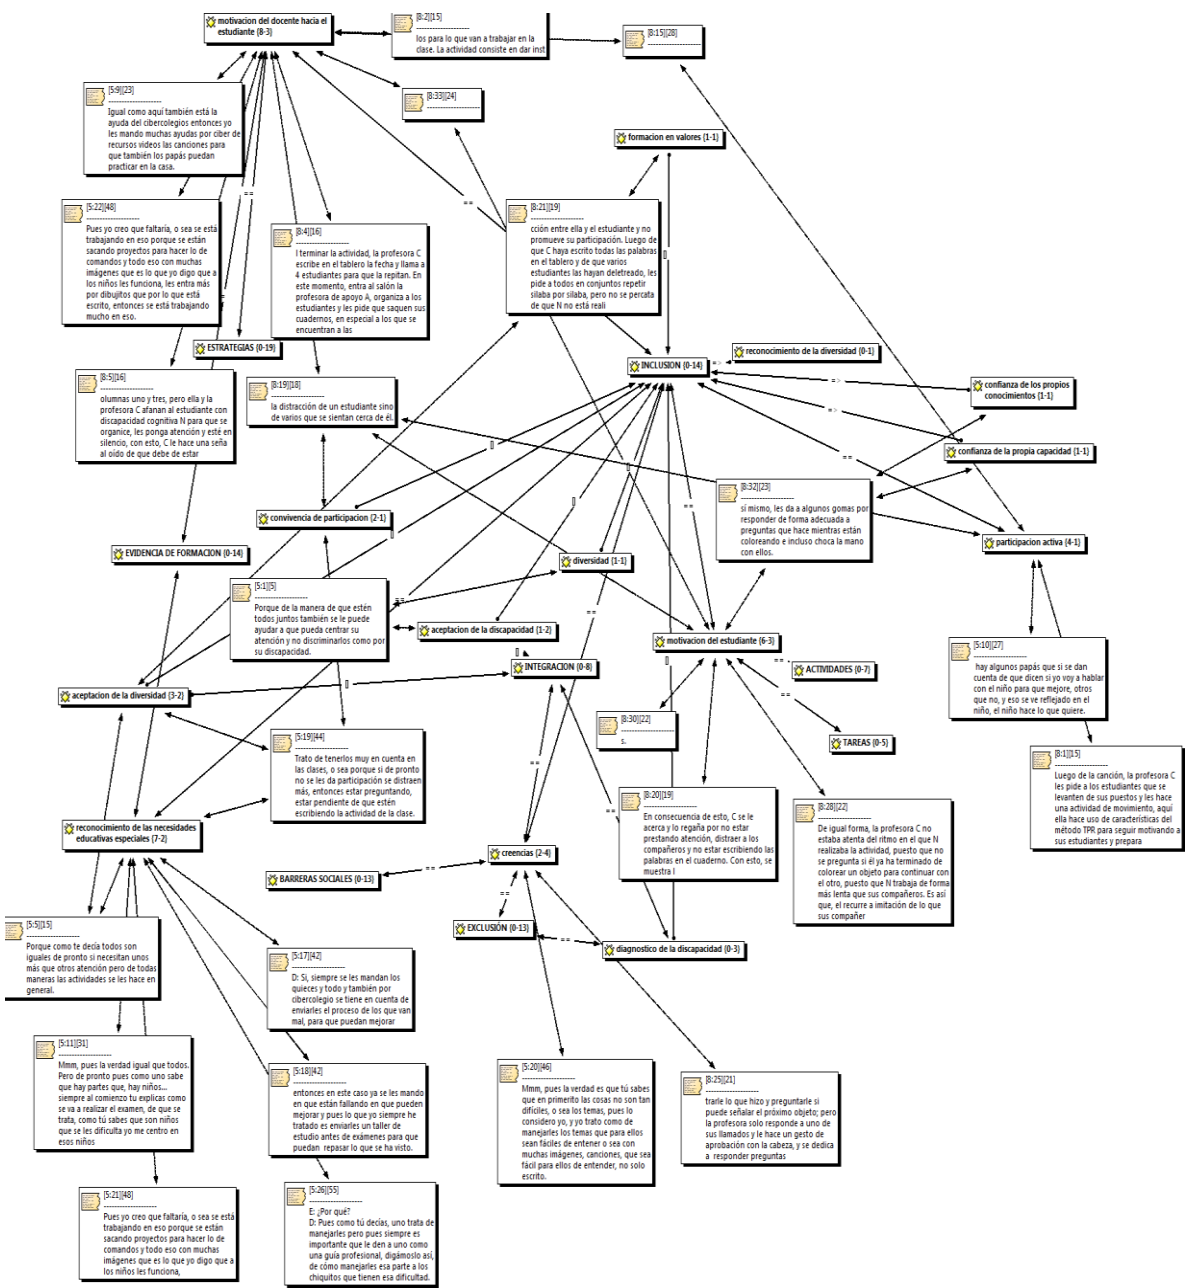 motivacion del docente hacia el
estudiante {8-3}
[8:2][15]
--------------------
los para lo que van a trabajar en la
clase. La actividad consiste en dar inst
[8:15][28]
--------------------
[5:9][23]
--------------------
Igual como aquí también está la
ayuda del cibercolegios entonces yo
les mando muchas ayudas por ciber de
recursos videos las canciones para
que también los papás puedan
practicar en la casa.
[8:33][24]
--------------------
formacion en valores {1-1}
[5:22][48]
--------------------
Pues yo creo que faltaría, o sea se está
trabajando en eso porque se están
sacando proyectos para hacer lo de
comandos y todo eso con muchas
imágenes que es lo que yo digo que a
los niños les funciona, les entra más
por dibujitos que por lo que está
escrito, entonces se está trabajando
mucho en eso.
[8:4][16]
--------------------
l terminar la actividad, la profesora C
escribe en el tablero la fecha y llama a
4 estudiantes para que la repitan. En
este momento, entra al salón la
profesora de apoyo A, organiza a los
estudiantes y les pide que saquen sus
cuadernos, en especial a los que se
encuentran a las
[8:21][19]
--------------------
cción entre ella y el estudiante y no
promueve su participación. Luego de
que C haya escrito todas las palabras
en el tablero y de que varios
estudiantes las hayan deletreado, les
pide a todos en conjuntos repetir
silaba por silaba, pero no se percata
de que N no está reali
ESTRATEGIAS {0-19}
INCLUSION {0-14}
=>
reconocimiento de la diversidad {0-1}
[8:5][16]
--------------------
olumnas uno y tres, pero ella y la
profesora C afanan al estudiante con
discapacidad cognitiva N para que se
organice, les ponga atención y esté en
silencio, con esto, C le hace una seña
al oído de que debe de estar
[8:19][18]
--------------------
la distracción de un estudiante sino
de varios que se sientan cerca de él.
=>
confianza de los propios
conocimientos {1-1}
=>
confianza de la propia capacidad {1-1}
==
[8:32][23]
--------------------
sí mismo, les da a algunos gomas por
responder de forma adecuada a
preguntas que hace mientras están
coloreando e incluso choca la mano
con ellos.
convivencia de participacion {2-1}
participacion activa {4-1}
EVIDENCIA DE FORMACION {0-14}
diversidad {1-1}
[5:1][5]
--------------------
Porque de la manera de que estén
todos juntos también se le puede
ayudar a que pueda centrar su
atención y no discriminarlos como por
su discapacidad.
==
aceptacion de la discapacidad {1-2}
motivacion del estudiante {6-3}
[5:10][27]
--------------------
hay algunos papás que si se dan
cuenta de que dicen si yo voy a hablar
con el niño para que mejore, otros
que no, y eso se ve reflejado en el
niño, el niño hace lo que quiere.
INTEGRACION {0-8}
==
ACTIVIDADES {0-7}
aceptacion de la diversidad {3-2}
==
[8:30][22]
--------------------
s.
TAREAS {0-5}
[5:19][44]
--------------------
Trato de tenerlos muy en cuenta en
las clases, o sea porque si de pronto
no se les da participación se distraen
más, entonces estar preguntando,
estar pendiente de que estén
escribiendo la actividad de la clase.
[8:1][15]
--------------------
Luego de la canción, la profesora C
les pide a los estudiantes que se
levanten de sus puestos y les hace
una actividad de movimiento, aquí
ella hace uso de características del
método TPR para seguir motivando a
sus estudiantes y prepara
[8:20][19]
--------------------
En consecuencia de esto, C se le
acerca y lo regaña por no estar
prestando atención, distraer a los
compañeros y no estar escribiendo las
palabras en el cuaderno. Con esto, se
muestra l
[8:28][22]
--------------------
De igual forma, la profesora C no
estaba atenta del ritmo en el que N
realizaba la actividad, puesto que no
se pregunta si él ya ha terminado de
colorear un objeto para continuar con
el otro, puesto que N trabaja de forma
más lenta que sus compañeros. Es así
que, el recurre a imitación de lo que
sus compañer
reconocimiento de las necesidades
educativas especiales {7-2}
creencias {2-4}
==
BARRERAS SOCIALES {0-13}
==
EXCLUSIÓN {0-13}
==
diagnostico de la discapacidad {0-3}
[5:5][15]
--------------------
Porque como te decía todos son
iguales de pronto si necesitan unos
más que otros atención pero de todas
maneras las actividades se les hace en
general.
[5:17][42]
--------------------
D: Si, siempre se les mandan los
quieces y todo y también por
cibercolegio se tiene en cuenta de
enviarles el proceso de los que van
mal, para que puedan mejorar
[5:11][31]
--------------------
Mmm, pues la verdad igual que todos.
Pero de pronto pues como uno sabe
que hay partes que, hay niños...
siempre al comienzo tu explicas como
se va a realizar el examen, de que se
trata, como tú sabes que son niños
que se les dificulta yo me centro en
esos niños
[5:18][42]
--------------------
entonces en este caso ya se les mando
en que están fallando en que pueden
mejorar y pues lo que yo siempre he
tratado es enviarles un taller de
estudio antes de exámenes para que
puedan repasar lo que se ha visto.
[5:20][46]
--------------------
Mmm, pues la verdad es que tú sabes
que en primerito las cosas no son tan
difíciles, o sea los temas, pues lo
considero yo, y yo trato de como de
manejarles los temas que para ellos
sean fáciles de entener o sea con
muchas imágenes, canciones, que sea
fácil para ellos de entender, no solo
escrito.
[8:25][21]
--------------------
trarle lo que hizo y preguntarle si
puede señalar el próximo objeto; pero
la profesora solo responde a uno de
sus llamados y le hace un gesto de
aprobación con la cabeza, y se dedica
a responder preguntas
[5:21][48]
--------------------
Pues yo creo que faltaría, o sea se está
trabajando en eso porque se están
sacando proyectos para hacer lo de
comandos y todo eso con muchas
imágenes que es lo que yo digo que a
los niños les funciona,
[5:26][55]
--------------------
E: ¿Por qué?
D: Pues como tú decías, uno trata de
manejarles pero pues siempre es
importante que le den a uno como
una guía profesional, digámoslo así,
de cómo manejarles esa parte a los
chiquitos que tienen esa dificultad.